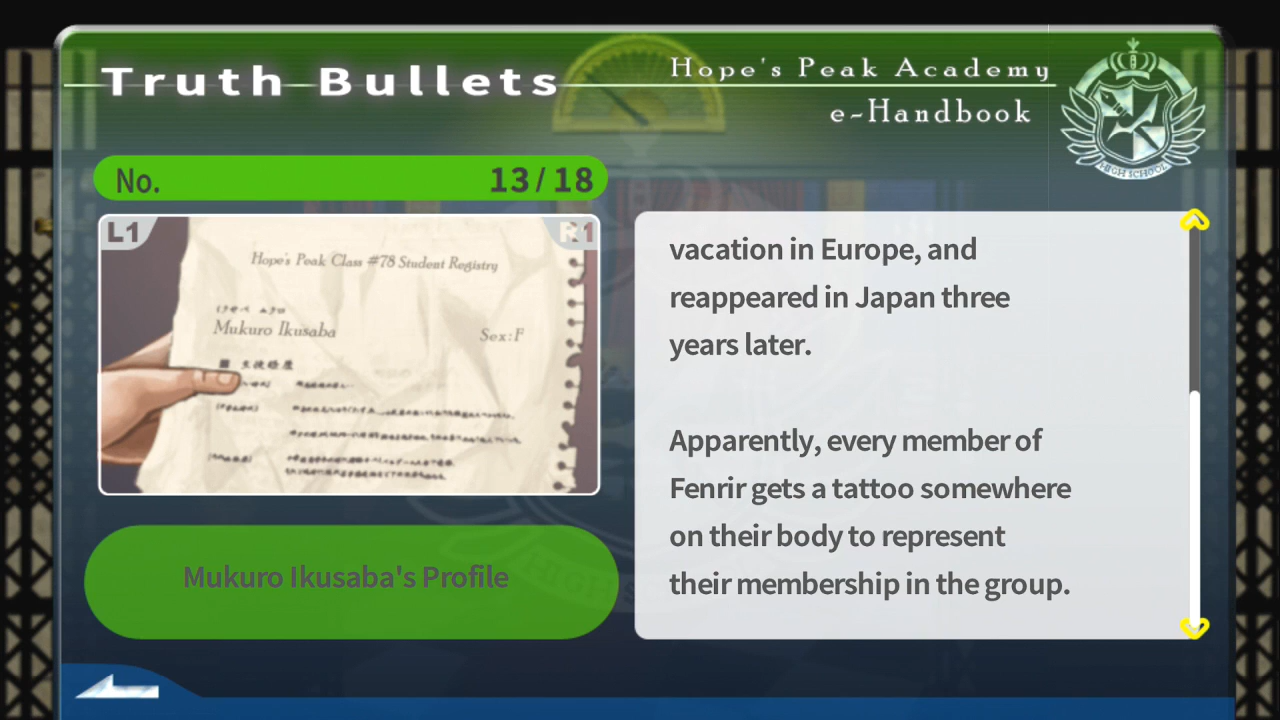 Truth Bullets
Hope's Peak Academy
e-Handbook
HIGH SCHOOL
No.
13/18
L1
R1
Hope's Peak Class #78 Student Registry
Mukuro Ikusaba
Sex:F
Mukuro Ikusaba's Profile
vacation in Europe, and
reappeared in Japan three
years later.
Apparently, every member of
Fenrir gets a tattoo somewhere
on their body to represent
their membership in the group.